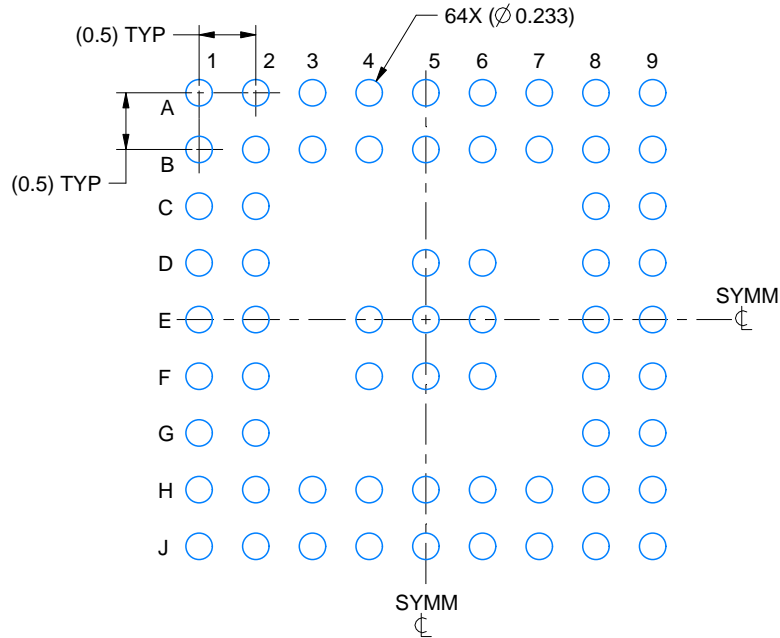 64X (∅ 0.233)
(0.5) TYP
1 2 3 4 5 6 7 8 9
A
B
(0.5) TYP
C
D
SYMM
℄
E
F
G
H
J
SYMM
℄